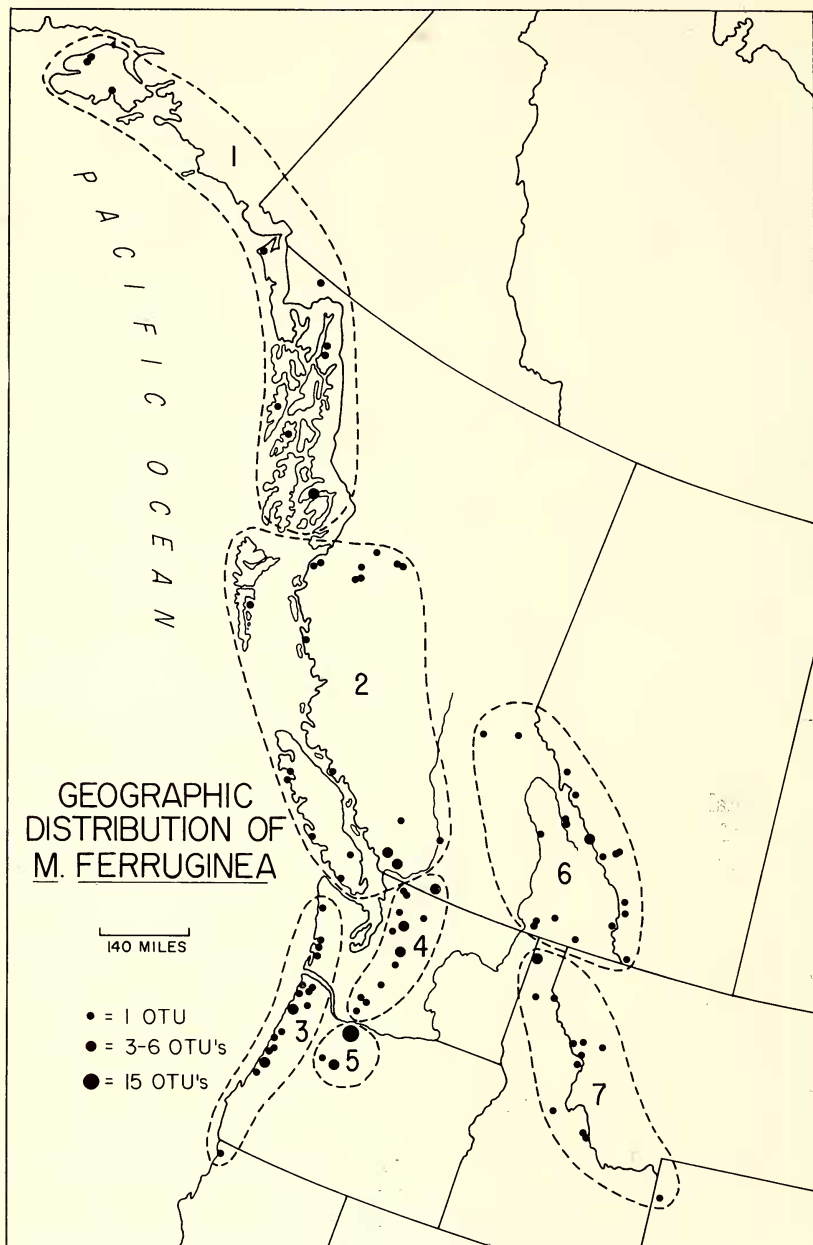 1
PACIFIC OCEAN
2
GEOGRAPHIC
DISTRIBUTION OF
M. FERRUGINEA
140 MILES
• = 1 OTU
• = 3-6 OTU's
● = 15 OTU's
3
4
5
6
7